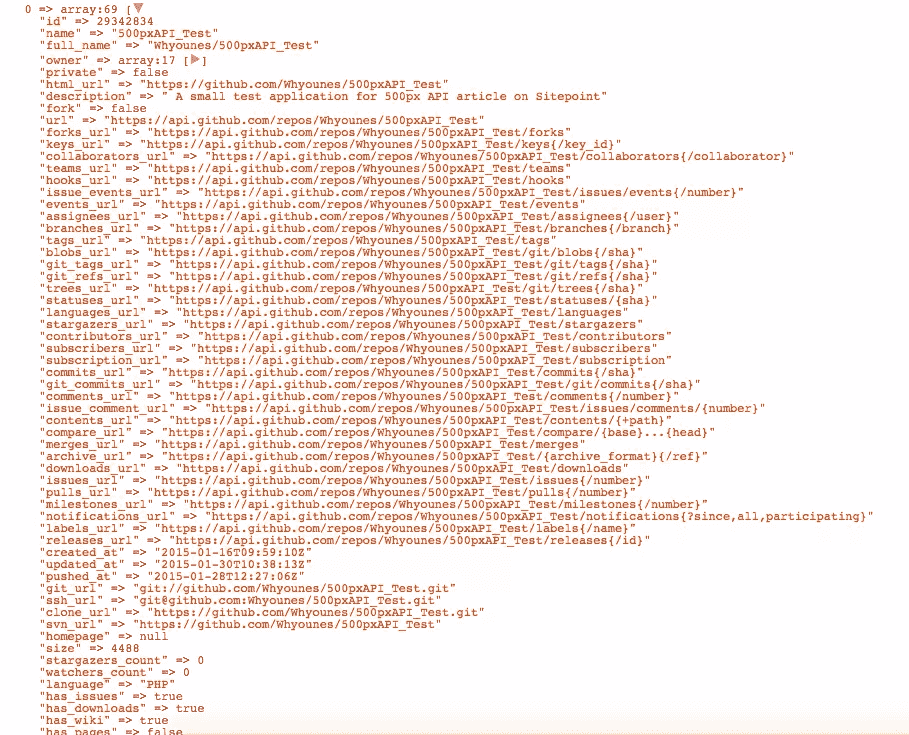 0 => array:69 [▼
"id" => 29342834
"name" => "500pxAPI_Test"
"full_name" => "Whyounes/500pxAPI_Test"
"owner" => array:17 [▶]
"private" => false
"html_url" => "https://github.com/Whyounes/500pxAPI_Test"
"description" => " A small test application for 500px API article on Sitepoint"
"fork" => false
"url" => "https://api.github.com/repos/Whyounes/500pxAPI_Test"
"forks_url" => "https://api.github.com/repos/Whyounes/500pxAPI_Test/forks"
"keys_url" => "https://api.github.com/repos/Whyounes/500pxAPI_Test/keys{/key_id}"
"collaborators_url" => "https://api.github.com/repos/Whyounes/500pxAPI_Test/collaborators{/collaborator}"
"teams_url" => "https://api.github.com/repos/Whyounes/500pxAPI_Test/teams"
"hooks_url" => "https://api.github.com/repos/Whyounes/500pxAPI_Test/hooks"
"issue_events_url" => "https://api.github.com/repos/Whyounes/500pxAPI_Test/issues/events{/number}"
"events_url" => "https://api.github.com/repos/Whyounes/500pxAPI_Test/events"
"assignees_url" => "https://api.github.com/repos/Whyounes/500pxAPI_Test/assignees{/user}"
"branches_url" => "https://api.github.com/repos/Whyounes/500pxAPI_Test/branches{/branch}"
"tags_url" => "https://api.github.com/repos/Whyounes/500pxAPI_Test/tags"
"blobs_url" => "https://api.github.com/repos/Whyounes/500pxAPI_Test/git/blobs{/sha}"
"git_tags_url" => "https://api.github.com/repos/Whyounes/500pxAPI_Test/git/tags{/sha}"
"git_refs_url" => "https://api.github.com/repos/Whyounes/500pxAPI_Test/git/refs{/sha}"
"trees_url" => "https://api.github.com/repos/Whyounes/500pxAPI_Test/git/trees{/sha}"
"statuses_url" => "https://api.github.com/repos/Whyounes/500pxAPI_Test/statuses/{sha}"
"languages_url" => "https://api.github.com/repos/Whyounes/500pxAPI_Test/languages"
"stargazers_url" => "https://api.github.com/repos/Whyounes/500pxAPI_Test/stargazers"
"contributors_url" => "https://api.github.com/repos/Whyounes/500pxAPI_Test/contributors"
"subscribers_url" => "https://api.github.com/repos/Whyounes/500pxAPI_Test/subscribers"
"subscription_url" => "https://api.github.com/repos/Whyounes/500pxAPI_Test/subscription"
"commits_url" => "https://api.github.com/repos/Whyounes/500pxAPI_Test/commits{/sha}"
"git_commits_url" => "https://api.github.com/repos/Whyounes/500pxAPI_Test/git/commits{/sha}"
"comments_url" => "https://api.github.com/repos/Whyounes/500pxAPI_Test/comments{/number}"
"issue_comment_url" => "https://api.github.com/repos/Whyounes/500pxAPI_Test/issues/comments/{number}"
"contents_url" => "https://api.github.com/repos/Whyounes/500pxAPI_Test/contents/{+path}"
"compare_url" => "https://api.github.com/repos/Whyounes/500pxAPI_Test/compare/{base}...{head}"
"merges_url" => "https://api.github.com/repos/Whyounes/500pxAPI_Test/merges"
"archive_url" => "https://api.github.com/repos/Whyounes/500pxAPI_Test/{archive_format}{/ref}"
"downloads_url" => "https://api.github.com/repos/Whyounes/500pxAPI_Test/downloads"
"issues_url" => "https://api.github.com/repos/Whyounes/500pxAPI_Test/issues{/number}"
"pulls_url" => "https://api.github.com/repos/Whyounes/500pxAPI_Test/pulls{/number}"
"milestones_url" => "https://api.github.com/repos/Whyounes/500pxAPI_Test/milestones{/number}"
"notifications_url" => "https://api.github.com/repos/Whyounes/500pxAPI_Test/notifications{?since,all,participating}"
"labels_url" => "https://api.github.com/repos/Whyounes/500pxAPI_Test/labels{/name}"
"releases_url" => "https://api.github.com/repos/Whyounes/500pxAPI_Test/releases{/id}"
"created_at" => "2015-01-16T09:59:10Z"
"updated_at" => "2015-01-30T10:38:13Z"
"pushed_at" => "2015-01-28T12:27:06Z"
"git_url" => "git://github.com/Whyounes/500pxAPI_Test.git"
"ssh_url" => "git@github.com:Whyounes/500pxAPI_Test.git"
"clone_url" => "https://github.com/Whyounes/500pxAPI_Test.git"
"svn_url" => "https://github.com/Whyounes/500pxAPI_Test"
"homepage" => null
"size" => 4488
"stargazers_count" => 0
"watchers_count" => 0
"language" => "PHP"
"has_issues" => true
"has_downloads" => true
"has_wiki" => true
"has_pages" => false